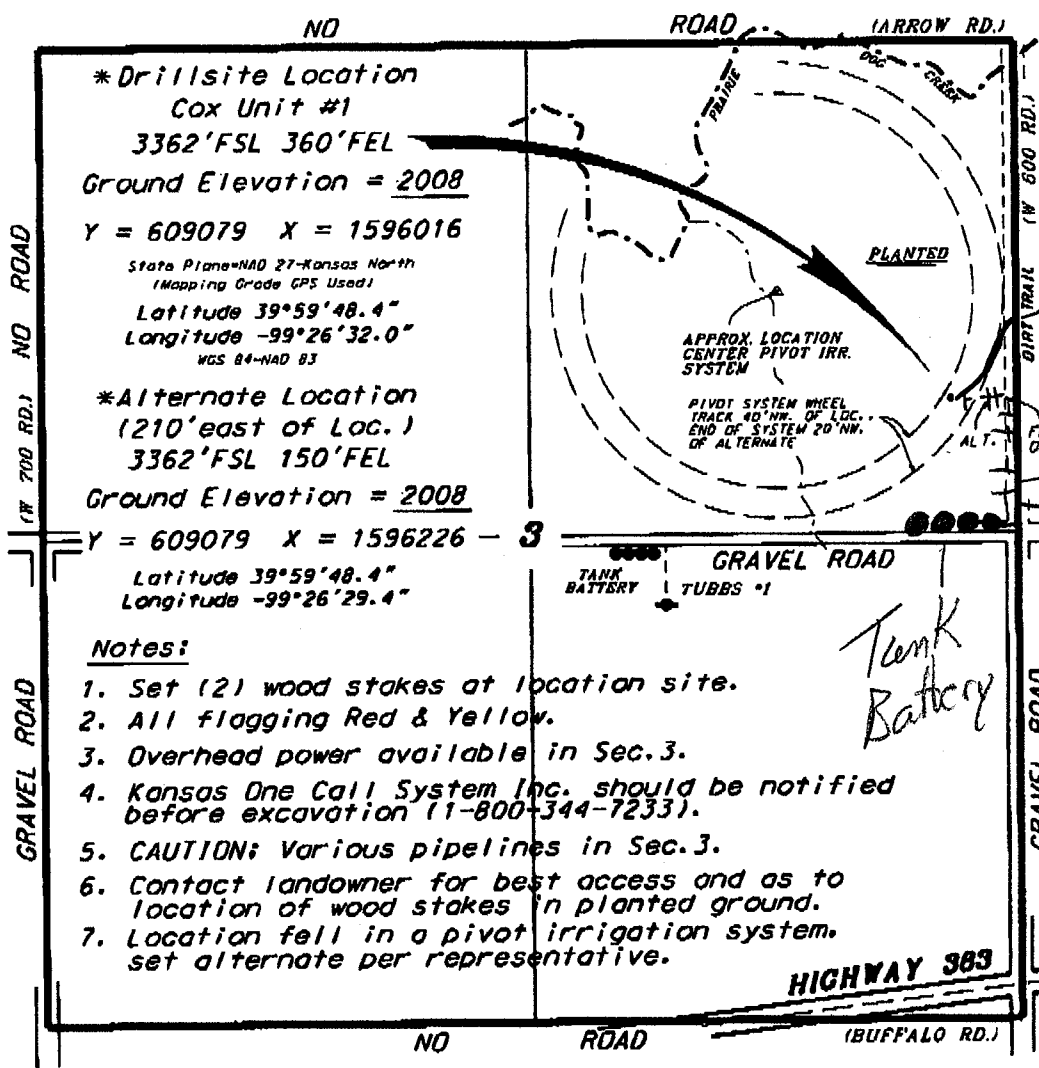 NO ROAD (ARROW RD.)
*Drillsite Location
Cox Unit #1
3362'FSL 360'FEL
Ground Elevation = 2008
Y = 609079 X = 1596016
State Plane=NAD 27-Kansas North
(Mapping Grade GPS Used)
Latitude 39°59'48.4"
Longitude -99°26'32.0"
WGS 84-NAD 83
*Alternate Location
(210'east of Loc.)
3362'FSL 150'FEL
Ground Elevation = 2008
Y = 609079 X = 1596226 - 3
Latitude 39°59'48.4"
Longitude -99°26'29.4"
NO ROAD
(W 700 RD.)
GRAVEL ROAD
PRAIRIE
DOG
CREEK
PLANTED
APPROX. LOCATION
CENTER PIVOT IRR.
SYSTEM
PIVOT SYSTEM WHEEL
TRACK 40'NW. OF LOC.,
END OF SYSTEM 20'NW.
OF ALTERNATE
ALT.
(W 600 RD.)
DIRT TRAIL
GRAVEL ROAD
TANK
BATTERY
TUBBS #1
Tank
Battery
GRAVEL ROAD
Notes:
1. Set (2) wood stakes at location site.
2. All flagging Red & Yellow.
3. Overhead power available in Sec.3.
4. Kansas One Call System Inc. should be notified
before excavation (1-800-344-7233).
5. CAUTION: Various pipelines in Sec.3.
6. Contact landowner for best access and as to
location of wood stakes in planted ground.
7. Location fell in a pivot irrigation system.
set alternate per representative.
HIGHWAY 383
NO ROAD (BUFFALO RD.)